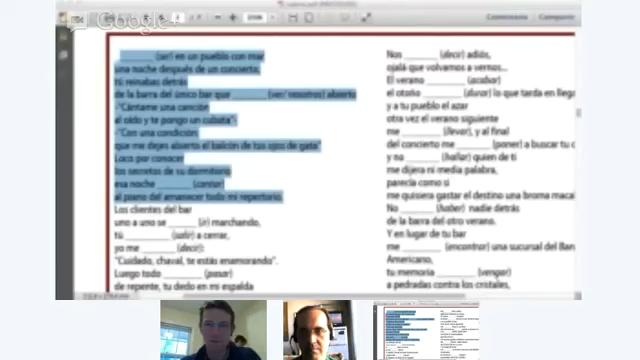 Google+
Comentario
Compartir
_______ (ser) en un pueblo con mar
una noche después de un concierto,
tú reinabas detrás
de la barra del único bar que _______ (ver/ nosotros) abierto
-"Cántame una canción
al oído y te pongo un cubata"-
-"Con una condición:
que me dejes abierto el balcón de tus ojos de gata"
Loco por conocer
los secretos de su dormitorio
esa noche _______ (cantar)
al piano del amanecer todo mi repertorio.
Los clientes del bar
uno a uno se _____ (ir) marchando,
tú _______ (salir) a cerrar,
yo me _______ (decir):
"Cuidado, chaval, te estás enamorando".
Luego todo _______ (pasar)
de repente, tu dedo en mi espalda
Nos _______ (decir) adiós,
ojalá que volvamos a vernos...
El verano _______ (acabar)
el otoño _______ (durar) lo que tarda en llega
y a tu pueblo el azar
otra vez el verano siguiente
me _______ (llevar), y al final
del concierto me _______ (poner) a buscar tu c
y no _______ (hallar) quien de ti
me dijera ni media palabra,
parecía como si
me quisiera gastar el destino una broma maca
No _______ (haber) nadie detrás
de la barra del otro verano.
Y en lugar de tu bar
me _______ (encontrar) una sucursal del Ban
Americano,
tu memoria _______ (vengar)
a pedradas contra los cristales,